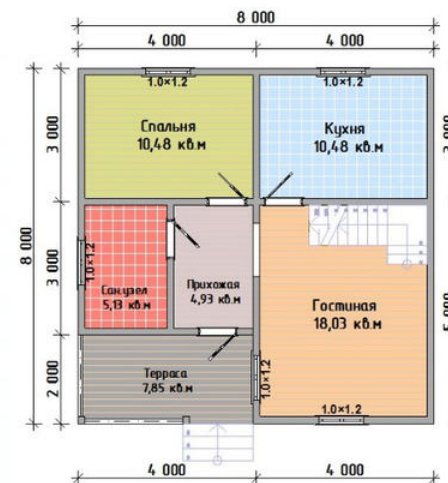 8 000
4 000
4 000
1.0×1.2
1.0×1.2
3 000
Спальня
10,48 кв.м
Кухня
10,48 кв.м
8 000
3 000
1.0×1.2
Сан.узел
5,13 кв.м
Прихожая
4,93 кв.м
Гостиная
18,03 кв.м
2 000
Терраса
7,85 кв.м
1.0×1.2
1.0×1.2
4 000
4 000